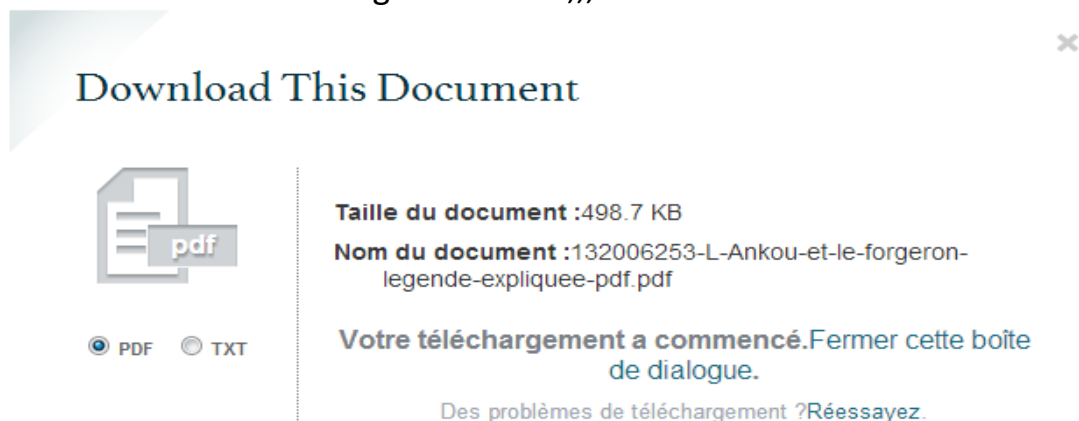 Download This Document
pdf
Taille du document :498.7 KB
Nom du document :132006253-L-Ankou-et-le-forgeron-
legende-expliquee-pdf.pdf
PDF TXT
Votre téléchargement a commencé.Fermer cette boîte
de dialogue.
Des problèmes de téléchargement ?Réessayez.